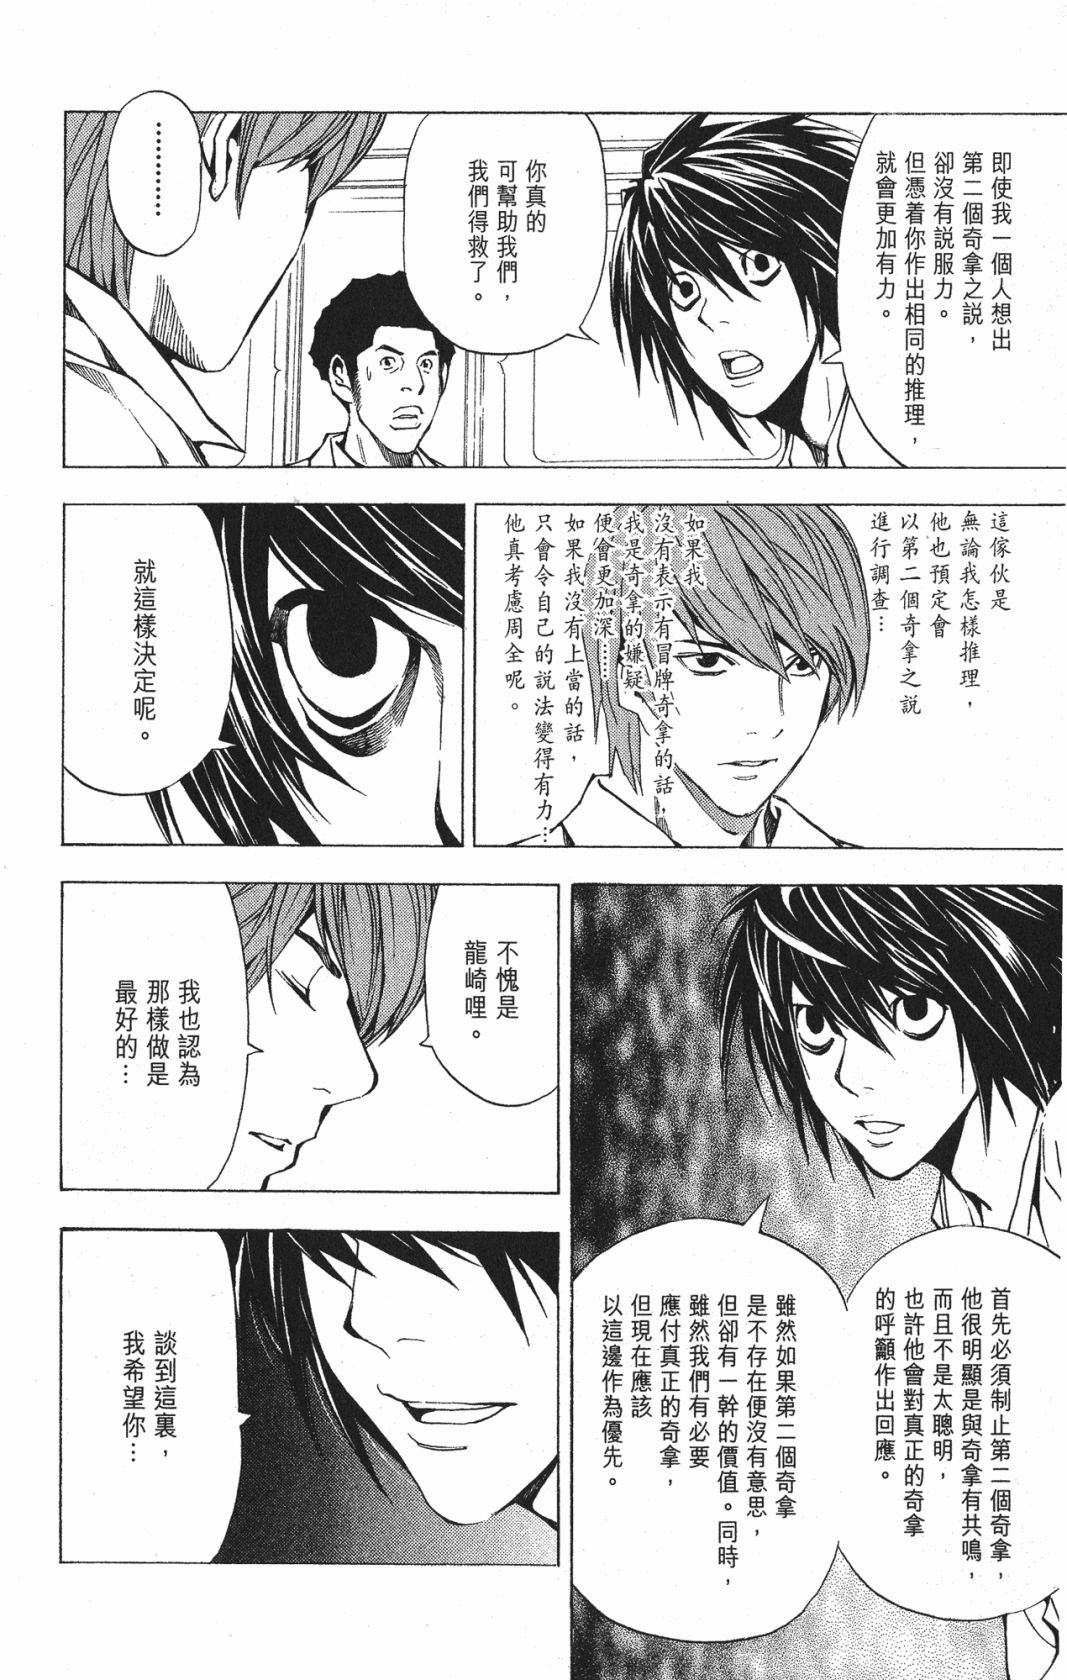 即使我一個人想出
第二個奇拿之説，
卻沒有説服力。
但憑着你作出相同的推理，
就會更加有力。
你真的
可幫助我們，
我們得救了。
…………
這傢伙是
無論我怎樣推理，
他也預定會
以第二個奇拿之説
進行調查…
如果我
沒有表示有冒牌奇拿的話，
我是奇拿的嫌疑
便會更加深……
如果我沒有上當的話，
只會令自己的説法變得有力…
他真考慮周全呢。
就這樣決定呢。
首先必須制止第二個奇拿，
他很明顯是與奇拿有共鳴，
而且不是太聰明，
也許他會對真正的奇拿
的呼籲作出回應。
雖然如果第二個奇拿
是不存在便沒有意思，
但卻有一幹的價值。同時，
雖然我們有必要
應付真正的奇拿，
但現在應該
以這邊作為優先。
不愧是
龍崎哩。
我也認為
那樣做是
最好的…
談到這裏，
我希望你…